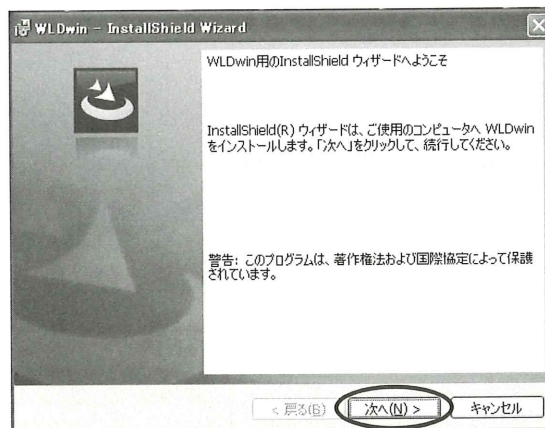 WLDwin - InstallShield Wizard
WLDwin用のInstallShield ウィザードへようこそ
InstallShield(R) ウィザードは、ご使用のコンピュータへ WLDwin
をインストールします。「次へ」をクリックして、続行してください。
警告: このプログラムは、著作権法および国際協定によって保護
されています。
< 戻る(B)
次へ(N) >
キャンセル